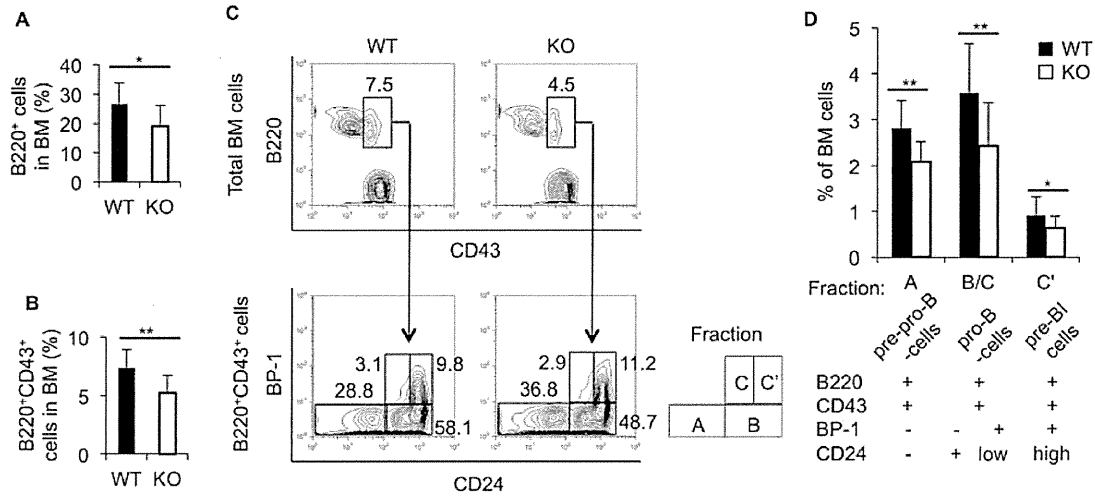 A
B220+ cells
in BM (%)
40
30
20
10
0
*
WT KO
B
B220+CD43+
cells in BM (%)
10
5
0
**
WT KO
C
WT KO
Total BM cells
B220
7.5
4.5
CD43
B220+CD43+ cells
BP-1
3.1 9.8
28.8
58.1
2.9 11.2
36.8
48.7
CD24
Fraction
C C'
A B
D
% of BM cells
5
4
3
2
1
0
**
**
*
WT
KO
Fraction: A B/C C'
pre-pro-B
-cells
pro-B
-cells
pre-BI
cells
B220 + + +
CD43 + + +
BP-1 - - + +
CD24 - + low high